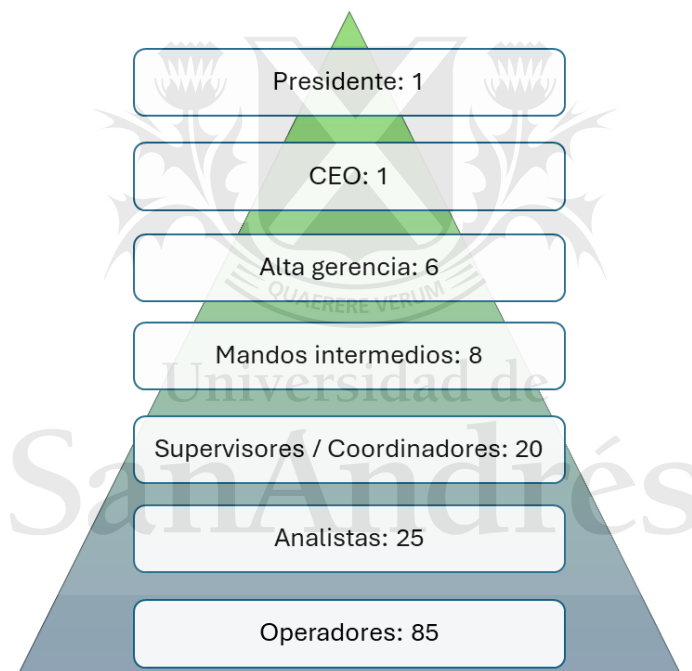 Presidente: 1
CEO: 1
Alta gerencia: 6
QUAERERE VERUM
Mandos intermedios: 8
Universidad de
SanAndrés
Supervisores / Coordinadores: 20
Analistas: 25
Operadores: 85